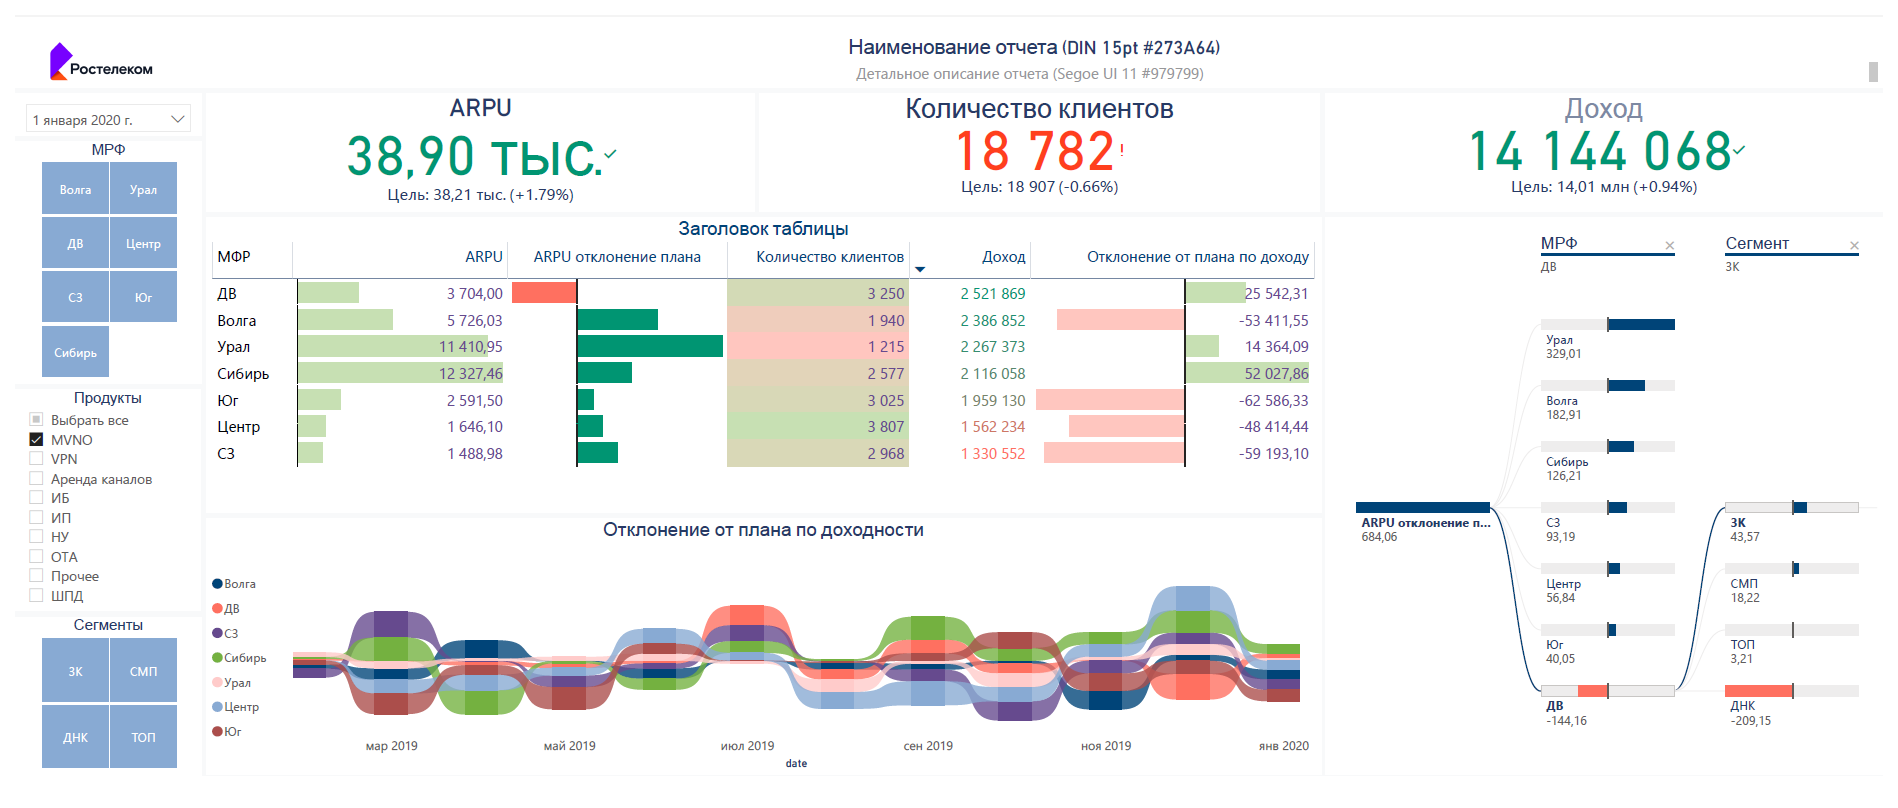 Ростелеком
Наименование отчета (DIN 15pt #273A64)
Детальное описание отчета (Segoe UI 11 #979799)
1 января 2020 г.
МРФ
Волга
Урал
ДВ
Центр
СЗ
Юг
Сибирь
Продукты
Выбрать все
MVNO
VPN
Аренда каналов
ИБ
ИП
НУ
ОТА
Прочее
ШПД
Сегменты
ЗК
СМП
ДНК
ТОП
ARPU
38,90 тыс.
Цель: 38,21 тыс. (+1.79%)
Количество клиентов
18 782 !
Цель: 18 907 (-0.66%)
Доход
14 144 068
Цель: 14,01 млн (+0.94%)
Заголовок таблицы
МФР ARPU ARPU отклонение плана Количество клиентов Доход Отклонение от плана по доходу
ДВ 3 704,00 3 250 2 521 869 25 542,31
Волга 5 726,03 1 940 2 386 852 -53 411,55
Урал 11 410,95 1 215 2 267 373 14 364,09
Сибирь 12 327,46 2 577 2 116 058 52 027,86
Юг 2 591,50 3 025 1 959 130 -62 586,33
Центр 1 646,10 3 807 1 562 234 -48 414,44
СЗ 1 488,98 2 968 1 330 552 -59 193,10
Отклонение от плана по доходности
Волга
ДВ
СЗ
Сибирь
Урал
Центр
Юг
мар 2019 май 2019 июл 2019 сен 2019 ноя 2019 янв 2020
date
ARPU отклонение п...
684,06
МРФ
ДВ
Урал
329,01
Волга
182,91
Сибирь
126,21
СЗ
93,19
Центр
56,84
Юг
40,05
ДВ
-144,16
Сегмент
ЗК
ЗК
43,57
СМП
18,22
ТОП
3,21
ДНК
-209,15